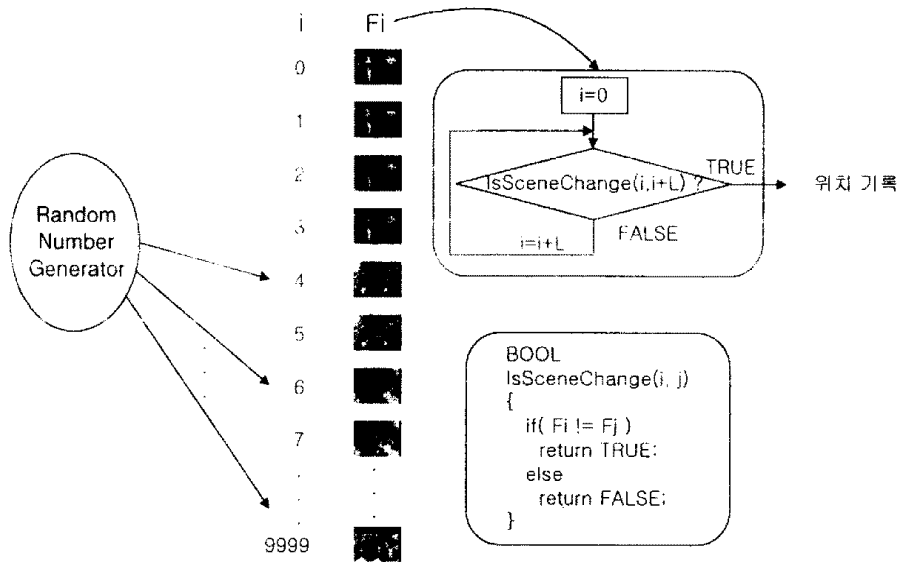 i Fi
0
1
2
3
4
5
6
7
9999
Random
Number
Generator
i=0
IsSceneChange(i,i+L) ?
TRUE
위치 기록
FALSE
i=i+L
BOOL
IsSceneChange(i, j)
{
if( Fi != Fj )
return TRUE;
else
return FALSE;
}